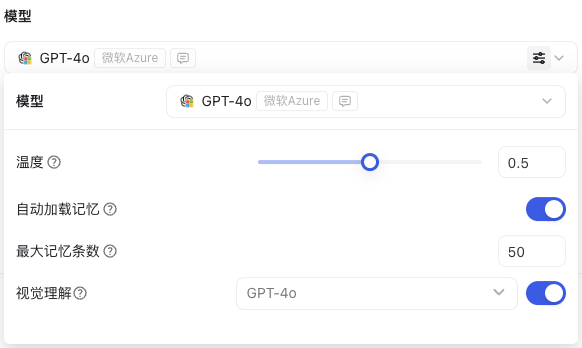 模型
GPT-4o 微软Azure
模型 GPT-4o 微软Azure
温度 0.5
自动加载记忆
最大记忆条数 50
视觉理解 GPT-4o